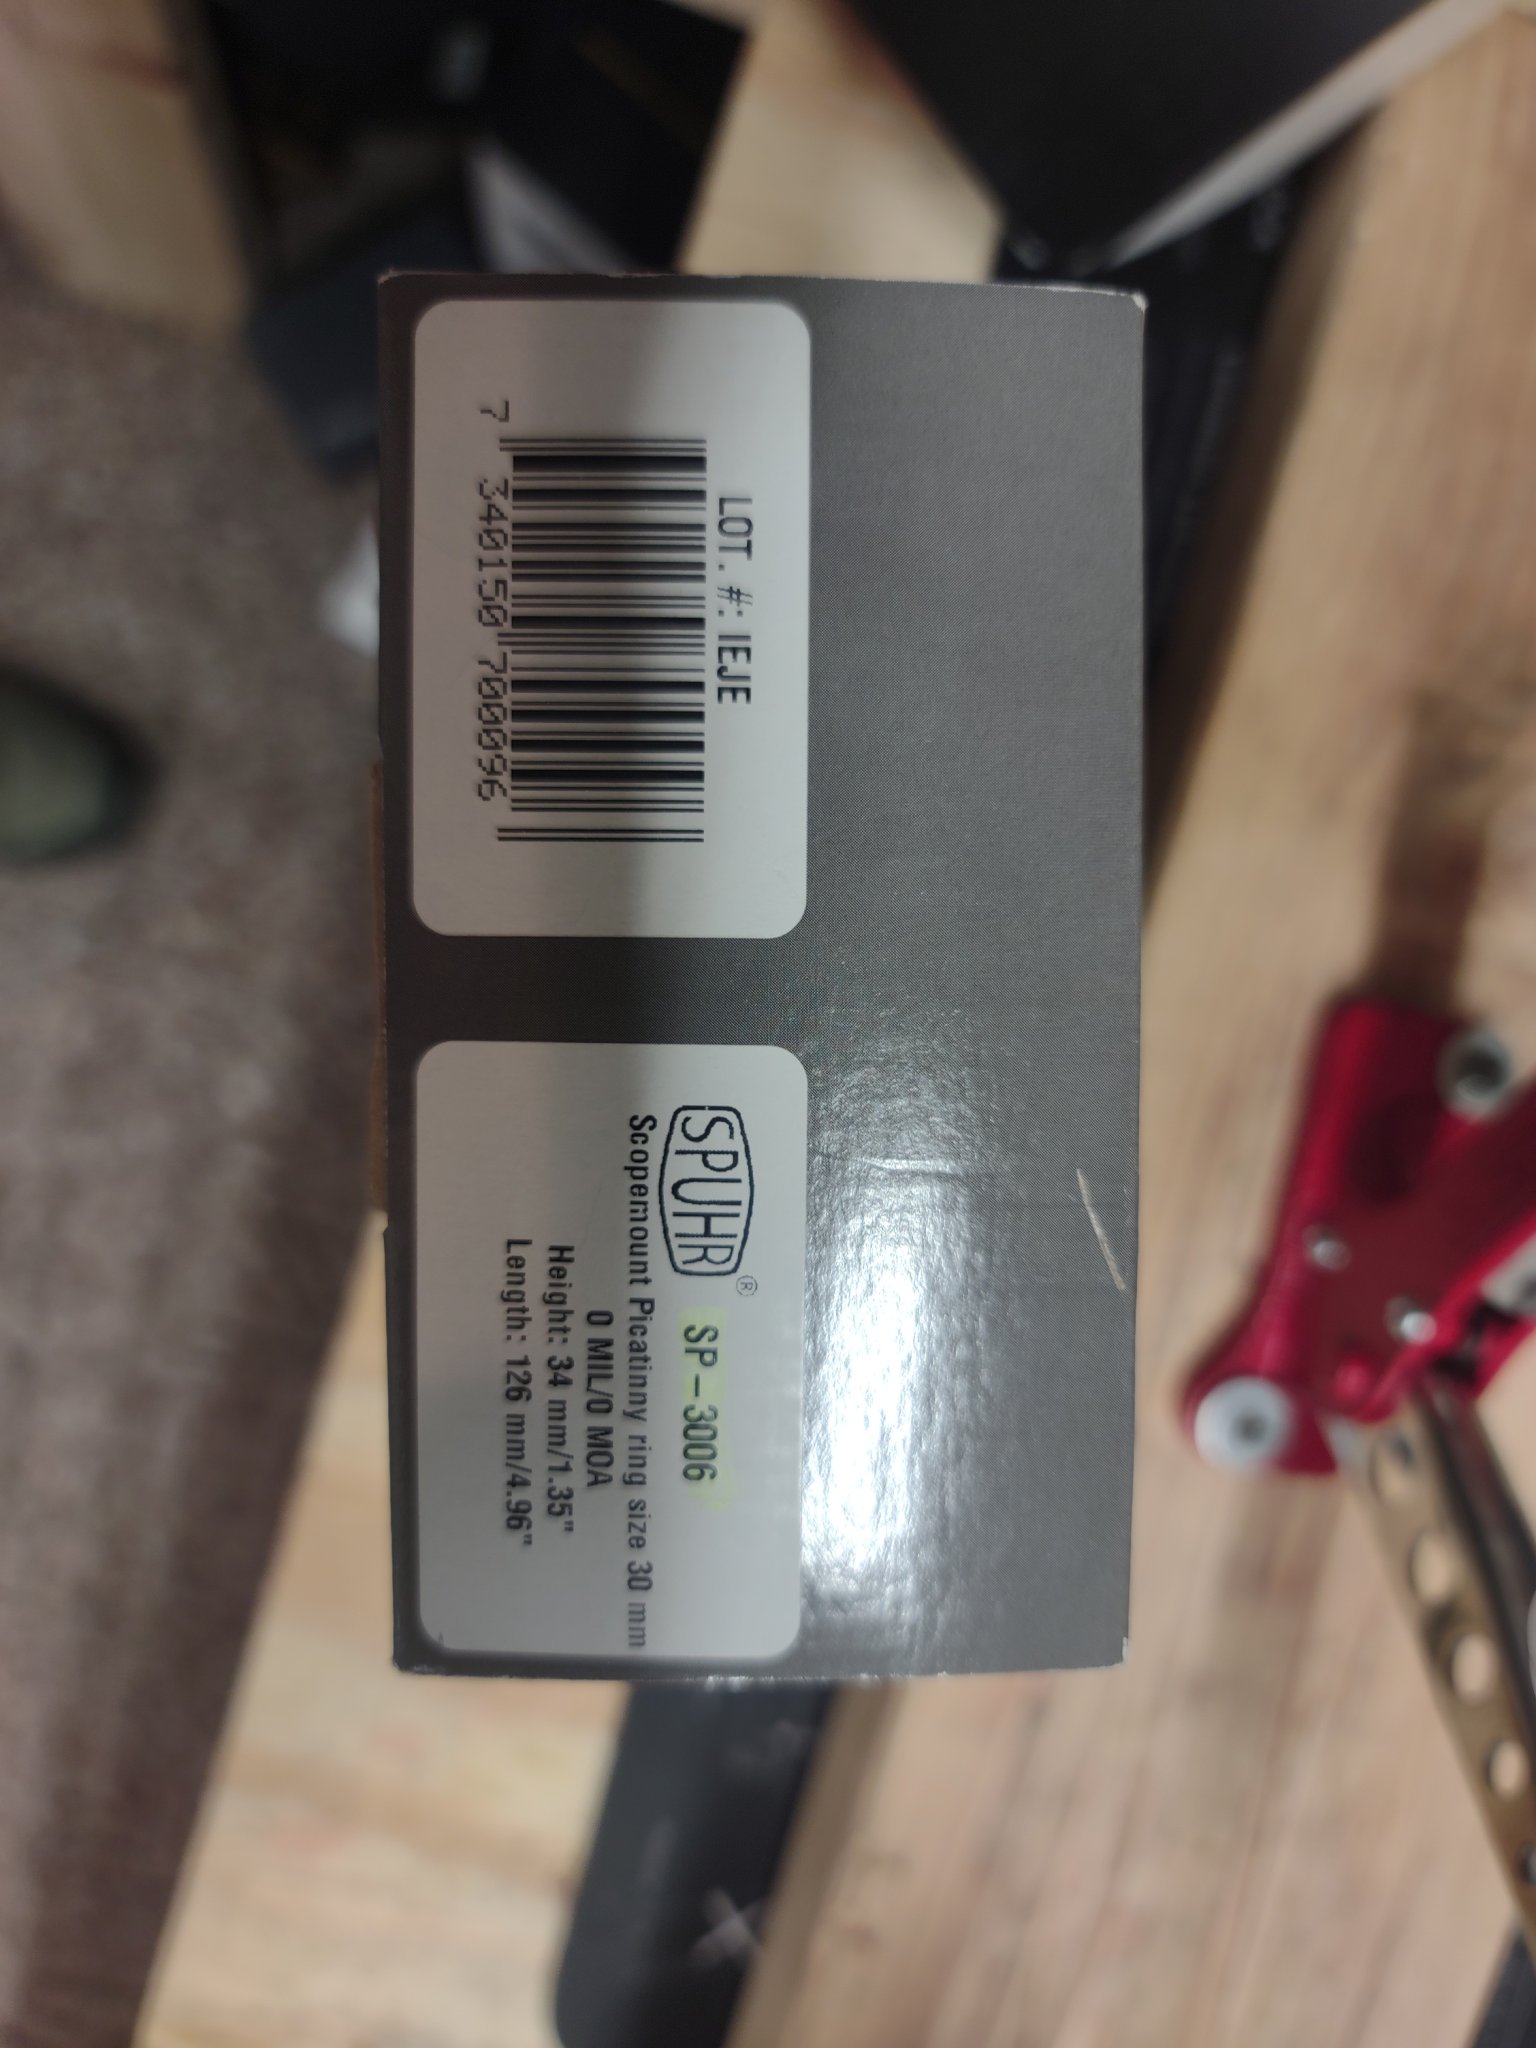 LOT. #: IEJE
7 340150 700096
SPUHR® SP-3006
Scopemount Picatinny ring size 30 mm
0 MIL/0 MOA
Height: 34 mm/1.35"
Length: 126 mm/4.96"